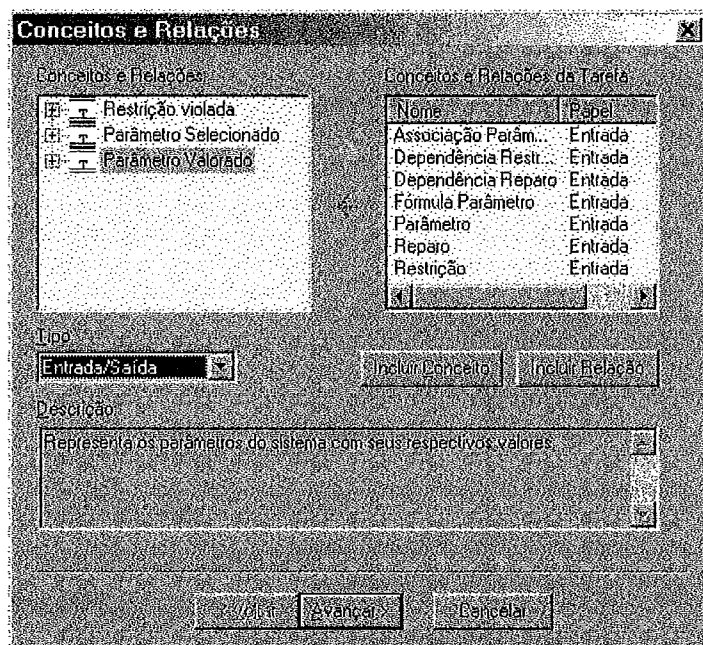 Conceitos e Relações
Conceitos e Relações
Conceitos e Relações da Tarefa
Restrição violada
Parâmetro Selecionado
Parâmetro Valorado
Nome Papel
Associação Parâm... Entrada
Dependência Restr... Entrada
Dependência Reparo Entrada
Fórmula Parâmetro Entrada
Parâmetro Entrada
Reparo Entrada
Restrição Entrada
Tipo
Entrada/Saída
Incluir Conceito
Incluir Relação
Descrição
Representa os parâmetros do sistema com seus respectivos valores.
Avançar
Cancelar